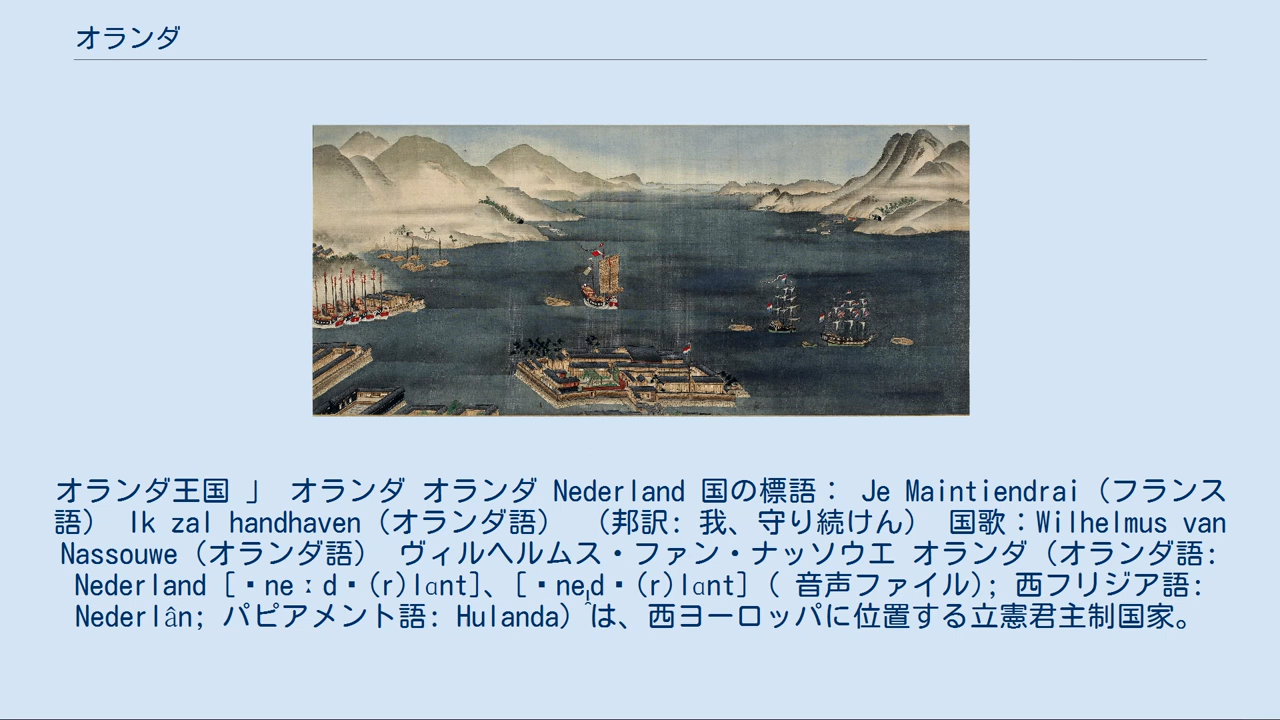 オランダ
オランダ王国 」 オランダ オランダ Nederland 国の標語： Je Maintiendrai（フランス
語） Ik zal handhaven（オランダ語） （邦訳: 我、守り続けん） 国歌：Wilhelmus van
Nassouwe（オランダ語） ヴィルヘルムス・ファン・ナッソウエ オランダ（オランダ語:
Nederland [ˈneːdə(r)lɑnt]、[ˈneɪ̯də(r)lɑnt]（ 音声ファイル）; 西フリジア語:
Nederlân; パピアメント語: Hulanda）は、西ヨーロッパに位置する立憲君主制国家。